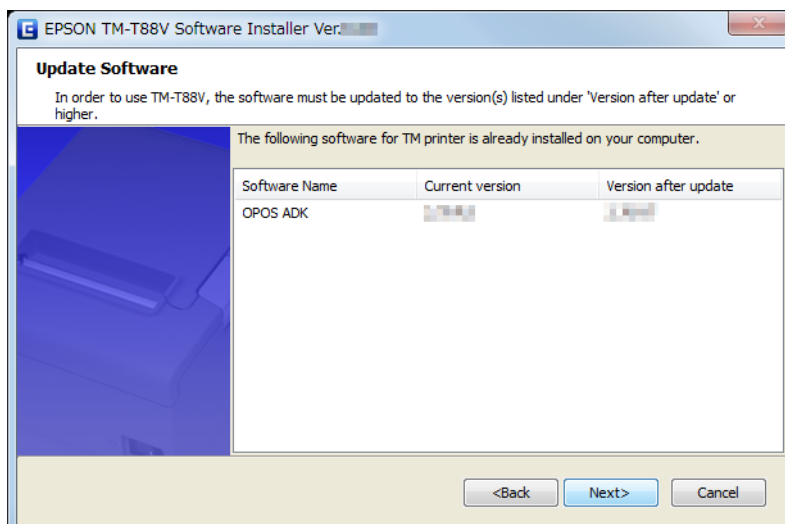 EPSON TM-T88V Software Installer Ver.
Update Software
In order to use TM-T88V, the software must be updated to the version(s) listed under 'Version after update' or
higher.
The following software for TM printer is already installed on your computer.
Software Name Current version Version after update
OPOS ADK
<Back Next> Cancel